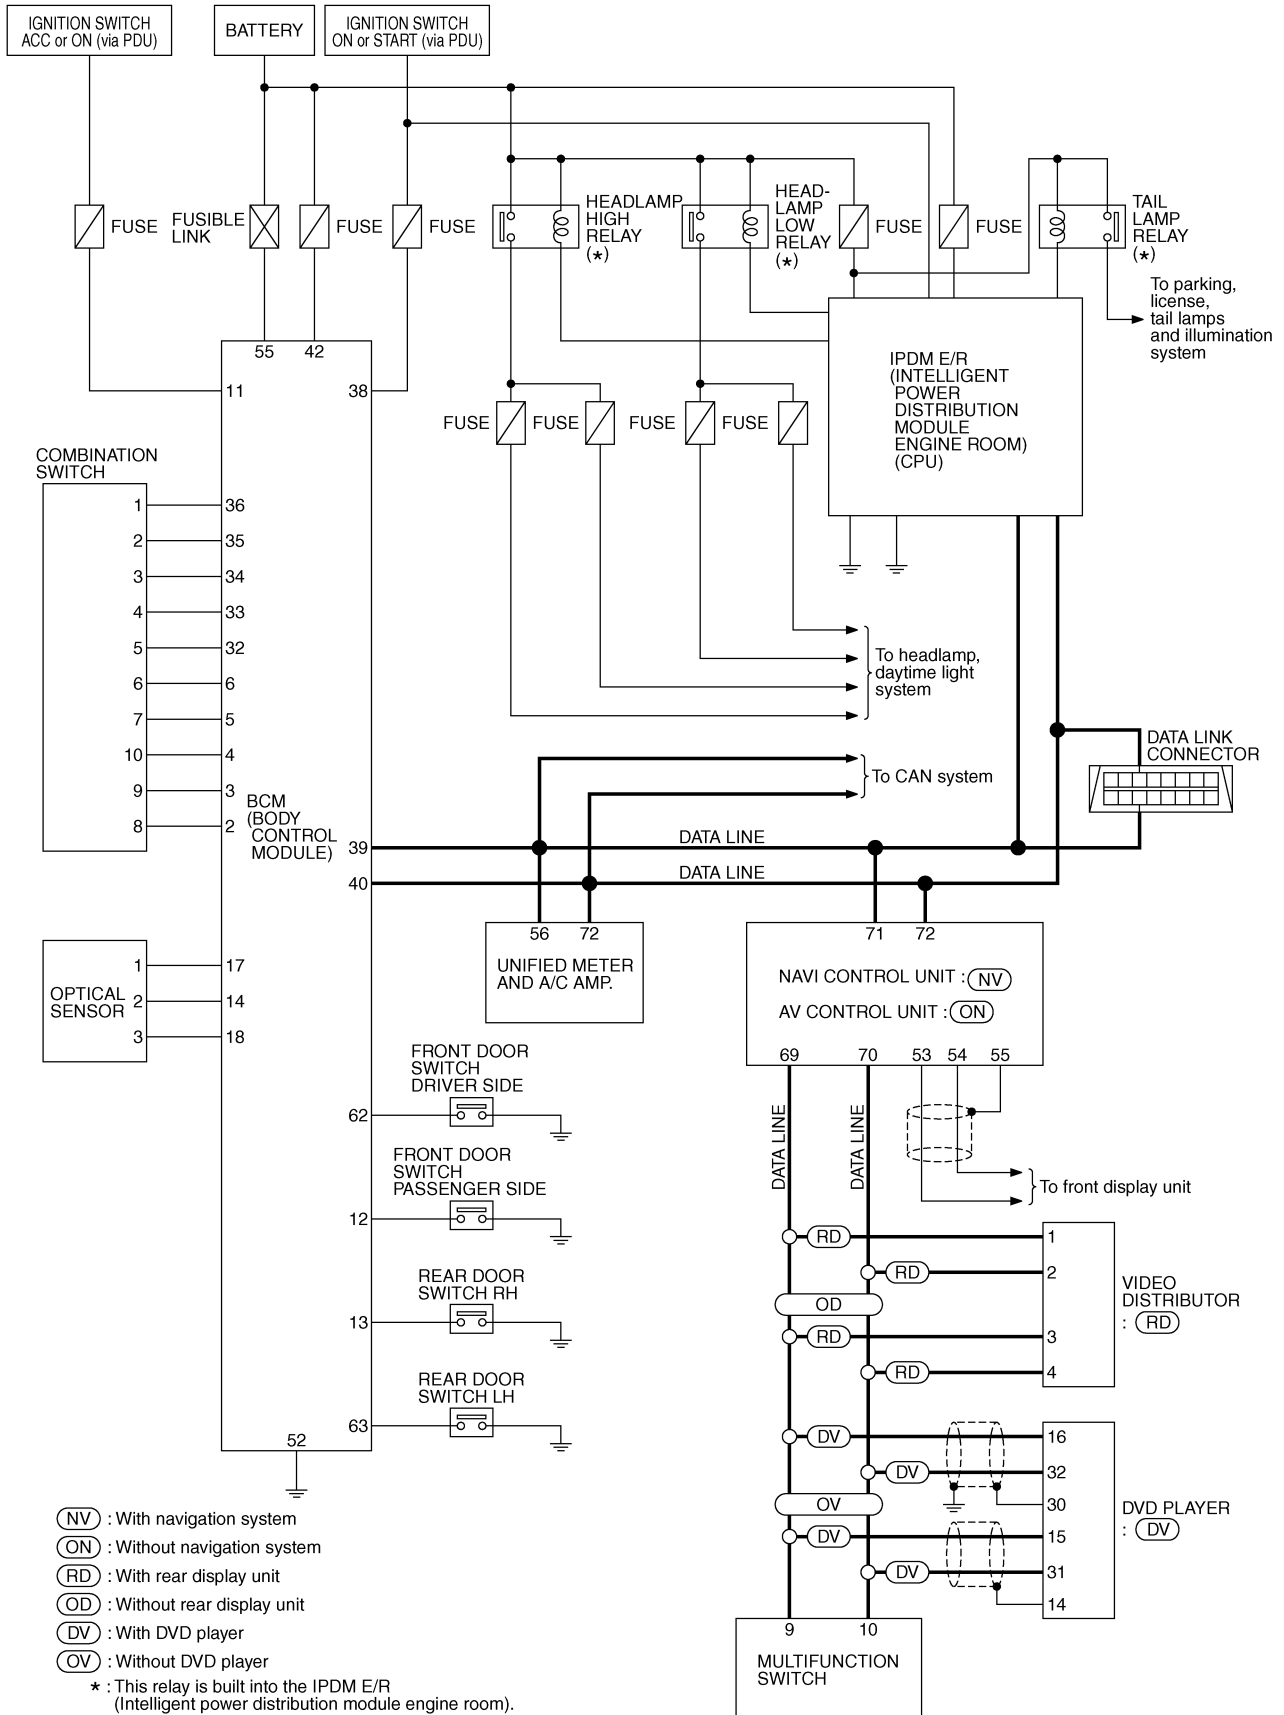 IGNITION SWITCH
ACC or ON (via PDU)
BATTERY
IGNITION SWITCH
ON or START (via PDU)
FUSE
FUSIBLE
LINK
FUSE
FUSE
HEADLAMP
HIGH
RELAY
(*)
HEAD-
LAMP
LOW
RELAY
(*)
FUSE
FUSE
TAIL
LAMP
RELAY
(*)
To parking,
license,
tail lamps
and illumination
system
55 42
11 38
IPDM E/R
(INTELLIGENT
POWER
DISTRIBUTION
MODULE
ENGINE ROOM)
(CPU)
FUSE FUSE FUSE FUSE
COMBINATION
SWITCH
1 36
2 35
3 34
4 33
5 32
6 6
7 5
10 4
9 3
8 2
BCM
(BODY
CONTROL
MODULE)
39
40
To headlamp,
daytime light
system
To CAN system
DATA LINE
DATA LINE
DATA LINK
CONNECTOR
56 72
UNIFIED METER
AND A/C AMP.
71 72
NAVI CONTROL UNIT : NV
AV CONTROL UNIT : ON
69 70 53 54 55
OPTICAL
SENSOR
1 17
2 14
3 18
FRONT DOOR
SWITCH
DRIVER SIDE
62
FRONT DOOR
SWITCH
PASSENGER SIDE
12
REAR DOOR
SWITCH RH
13
REAR DOOR
SWITCH LH
63
52
DATA LINE
DATA LINE
To front display unit
RD 1
RD 2
OD
RD 3
RD 4
VIDEO
DISTRIBUTOR
: RD
DV 16
DV 32
30
OV
DV 15
DV 31
14
DVD PLAYER
: DV
9 10
MULTIFUNCTION
SWITCH
NV : With navigation system
ON : Without navigation system
RD : With rear display unit
OD : Without rear display unit
DV : With DVD player
OV : Without DVD player
* : This relay is built into the IPDM E/R
(Intelligent power distribution module engine room).